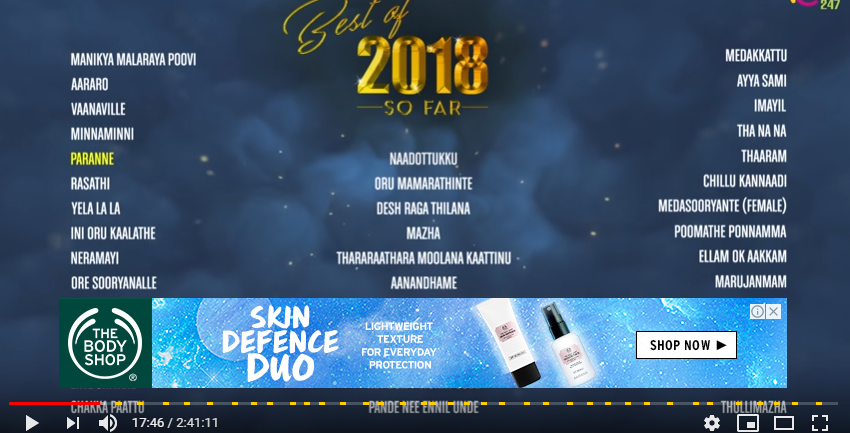 247
Best of
2018
SO FAR
MANIKYA MALARAYA POOVI
AARARO
VAANAVILLE
MINNAMINNI
PARANNE
RASATHI
YELA LA LA
INI ORU KAALATHE
NERAMAYI
ORE SOORYANALLE
NAADOTTUKKU
ORU MAMARATHINTE
DESH RAGA THILANA
MAZHA
THARARAATHARA MOOLANA KAATTINU
AANANDHAME
MEDAKKATTU
AYYA SAMI
IMAYIL
THA NA NA
THAARAM
CHILLU KANNAADI
MEDASOORYANTE (FEMALE)
POOMATHE PONNAMMA
ELLAM OK AAKKAM
MARUJANMAM
THE
BODY
SHOP
®
SKIN
DEFENCE
DUO
LIGHTWEIGHT
TEXTURE
FOR EVERYDAY
PROTECTION
SHOP NOW
CHAKKA PAATTU
PANDE NEE ENNIL UNDE
THULLIMAZHA
17:46 / 2:41:11